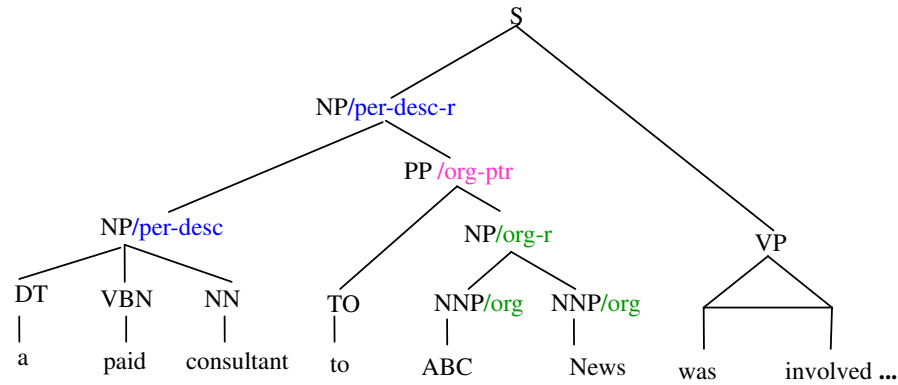 S
NP/per-desc-r
PP /org-ptr
NP/per-desc
NP/org-r
VP
DT VBN NN TO NNP/org NNP/org
a paid consultant to ABC News was involved ...